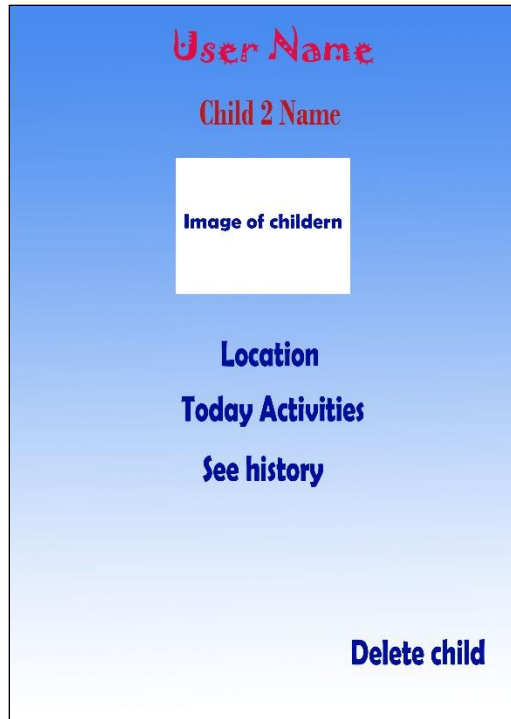 User Name
Child 2 Name
Image of childern
Location
Today Activities
See history
Delete child